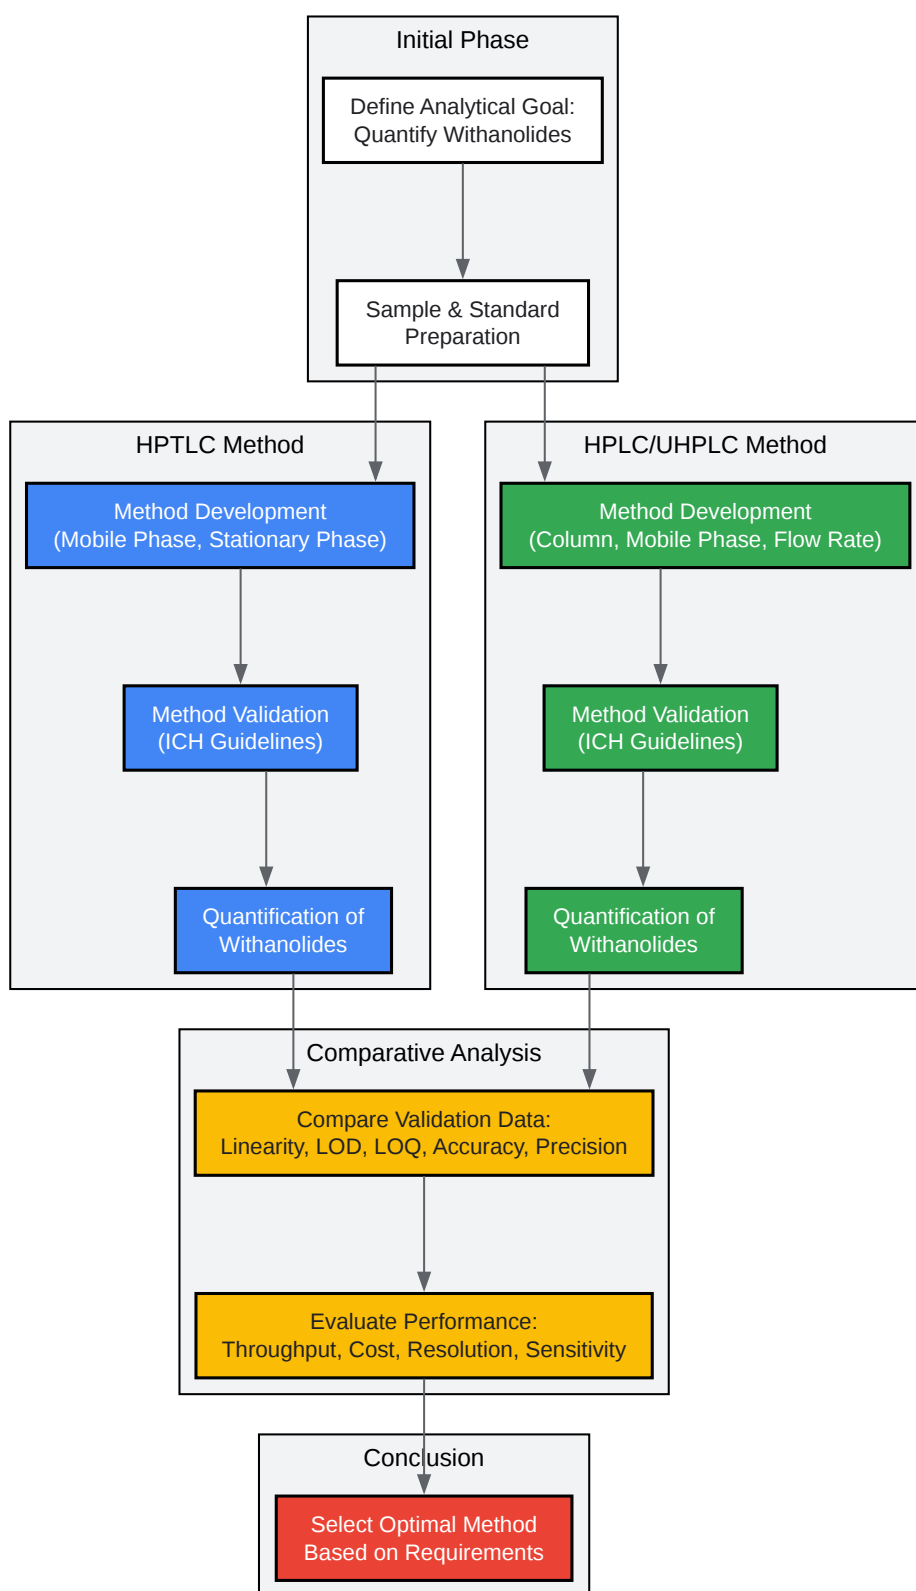 Initial Phase
Define Analytical Goal:
Quantify Withanolides
Sample & Standard
Preparation
HPTLC Method
Method Development
(Mobile Phase, Stationary Phase)
Method Validation
(ICH Guidelines)
Quantification of
Withanolides
HPLC/UHPLC Method
Method Development
(Column, Mobile Phase, Flow Rate)
Method Validation
(ICH Guidelines)
Quantification of
Withanolides
Comparative Analysis
Compare Validation Data:
Linearity, LOD, LOQ, Accuracy, Precision
Evaluate Performance:
Throughput, Cost, Resolution, Sensitivity
Conclusion
Select Optimal Method
Based on Requirements